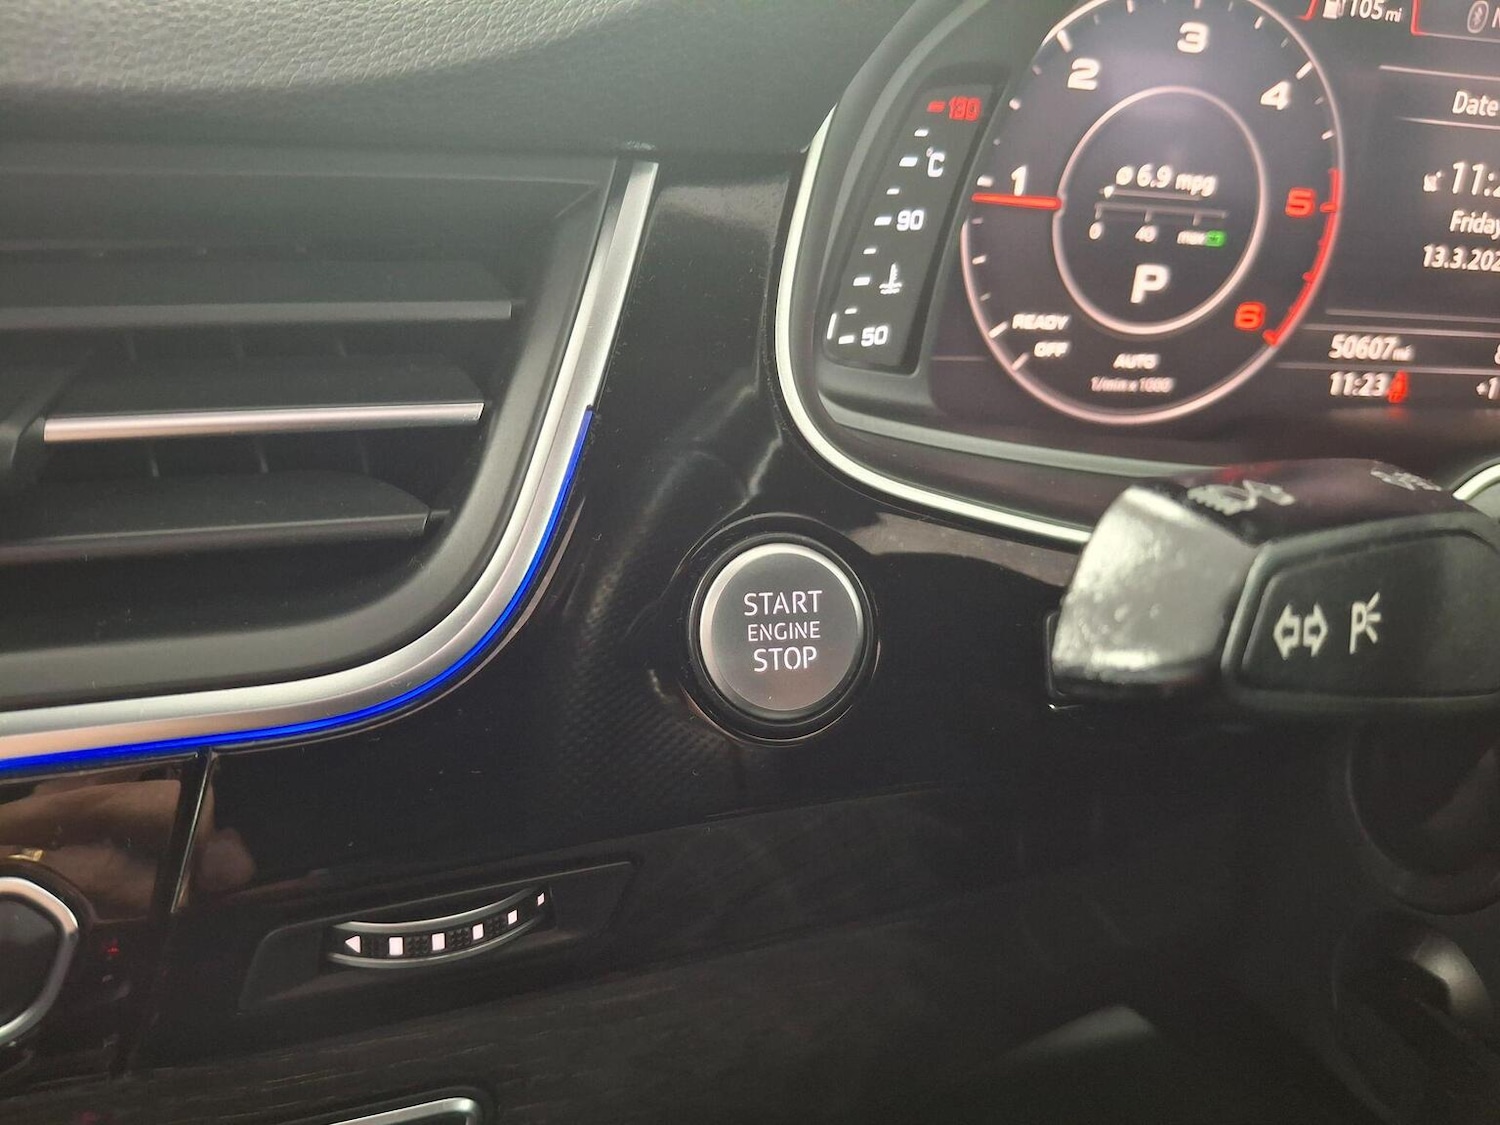 105 mi
3
2
4
130
°C
1
ø 6.9 mpg
5
Date
11:2
90
0
40
max
Friday
13.3.202
P
6
READY
OFF
50
AUTO
1/min x 1000
50607 mi
11:23
+1
START
ENGINE
STOP